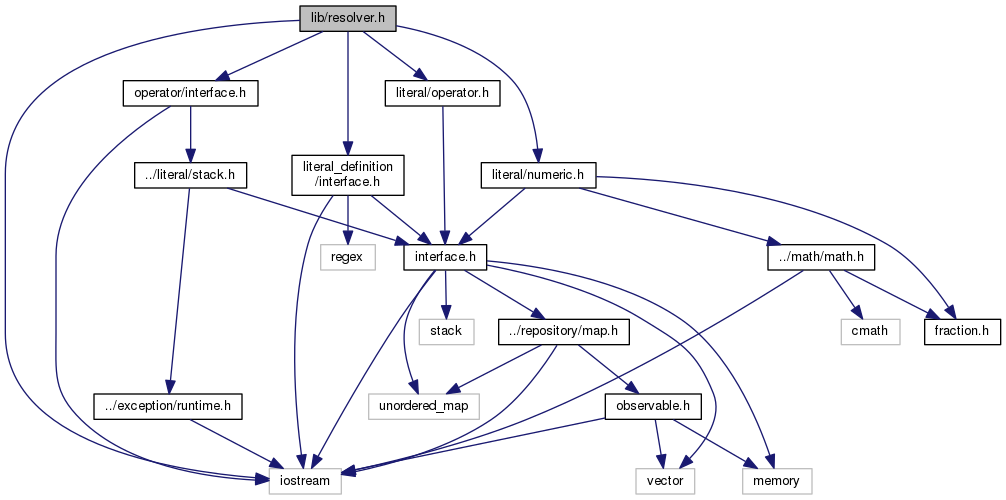 lib/resolver.h
operator/interface.h
literal/operator.h
../literal/stack.h
literal_definition
/interface.h
literal/numeric.h
regex
interface.h
../math/math.h
stack
../repository/map.h
cmath
fraction.h
../exception/runtime.h
unordered_map
observable.h
iostream
vector
memory